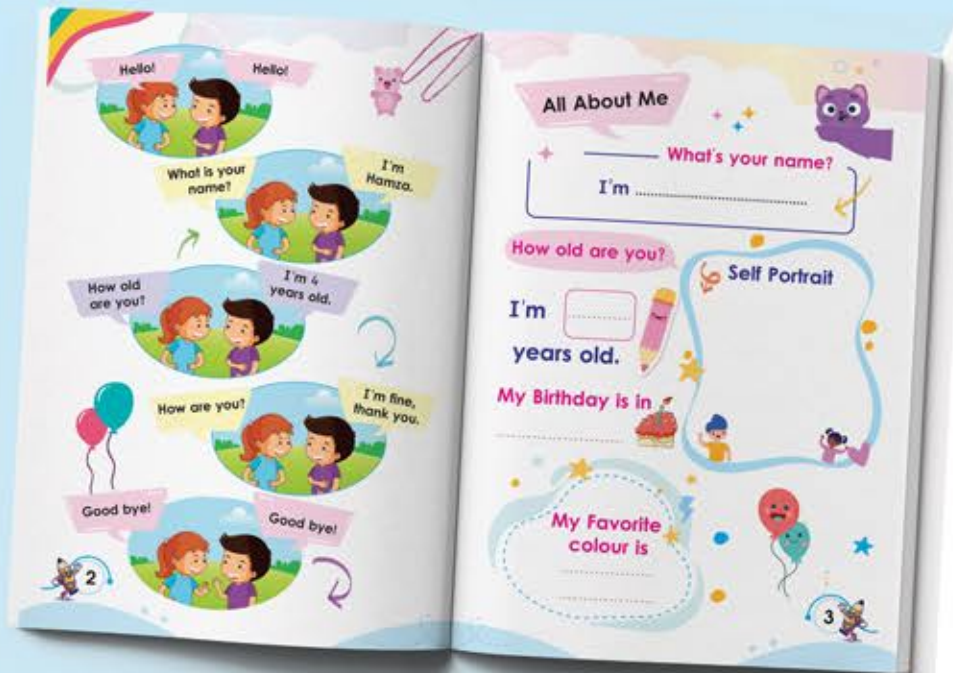 Hello!
Hello!
What is your
name?
I'm
Hamza.
How old
are you?
I'm 4
years old.
How are you?
I'm fine,
thank you.
Good bye!
Good bye!
2
All About Me
What's your name?
I'm ........................................
How old are you?
I'm ...............
years old.
Self Portrait
My Birthday is in
..............................
My Favorite
colour is
......................
......................
3